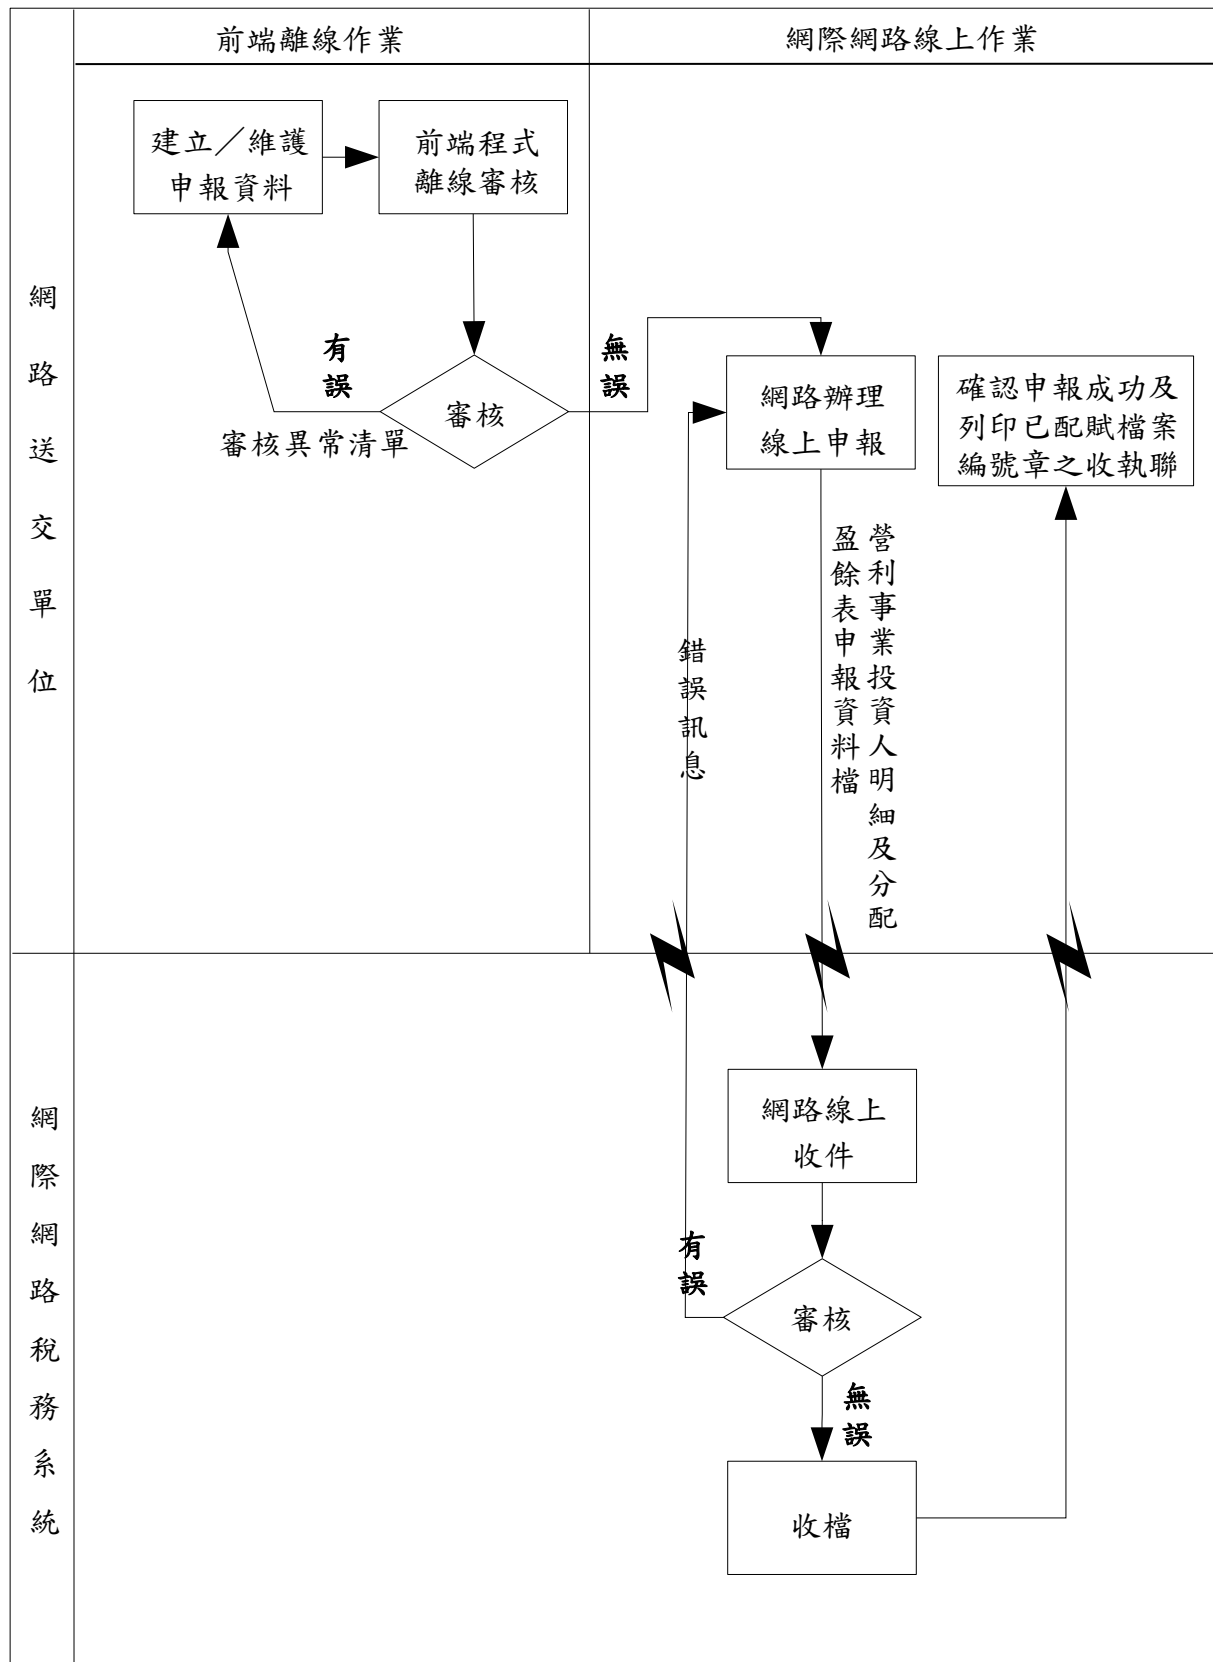 前端離線作業
網際網路線上作業
網路送交單位
建立／維護
申報資料
前端程式
離線審核
有誤
審核異常清單
審核
無誤
網路辦理
線上申報
確認申報成功及
列印已配賦檔案
編號章之收執聯
錯誤訊息
營利事業投資人明細及分配
盈餘表申報資料檔
網際網路稅務系統
網路線上
收件
有誤
審核
無誤
收檔